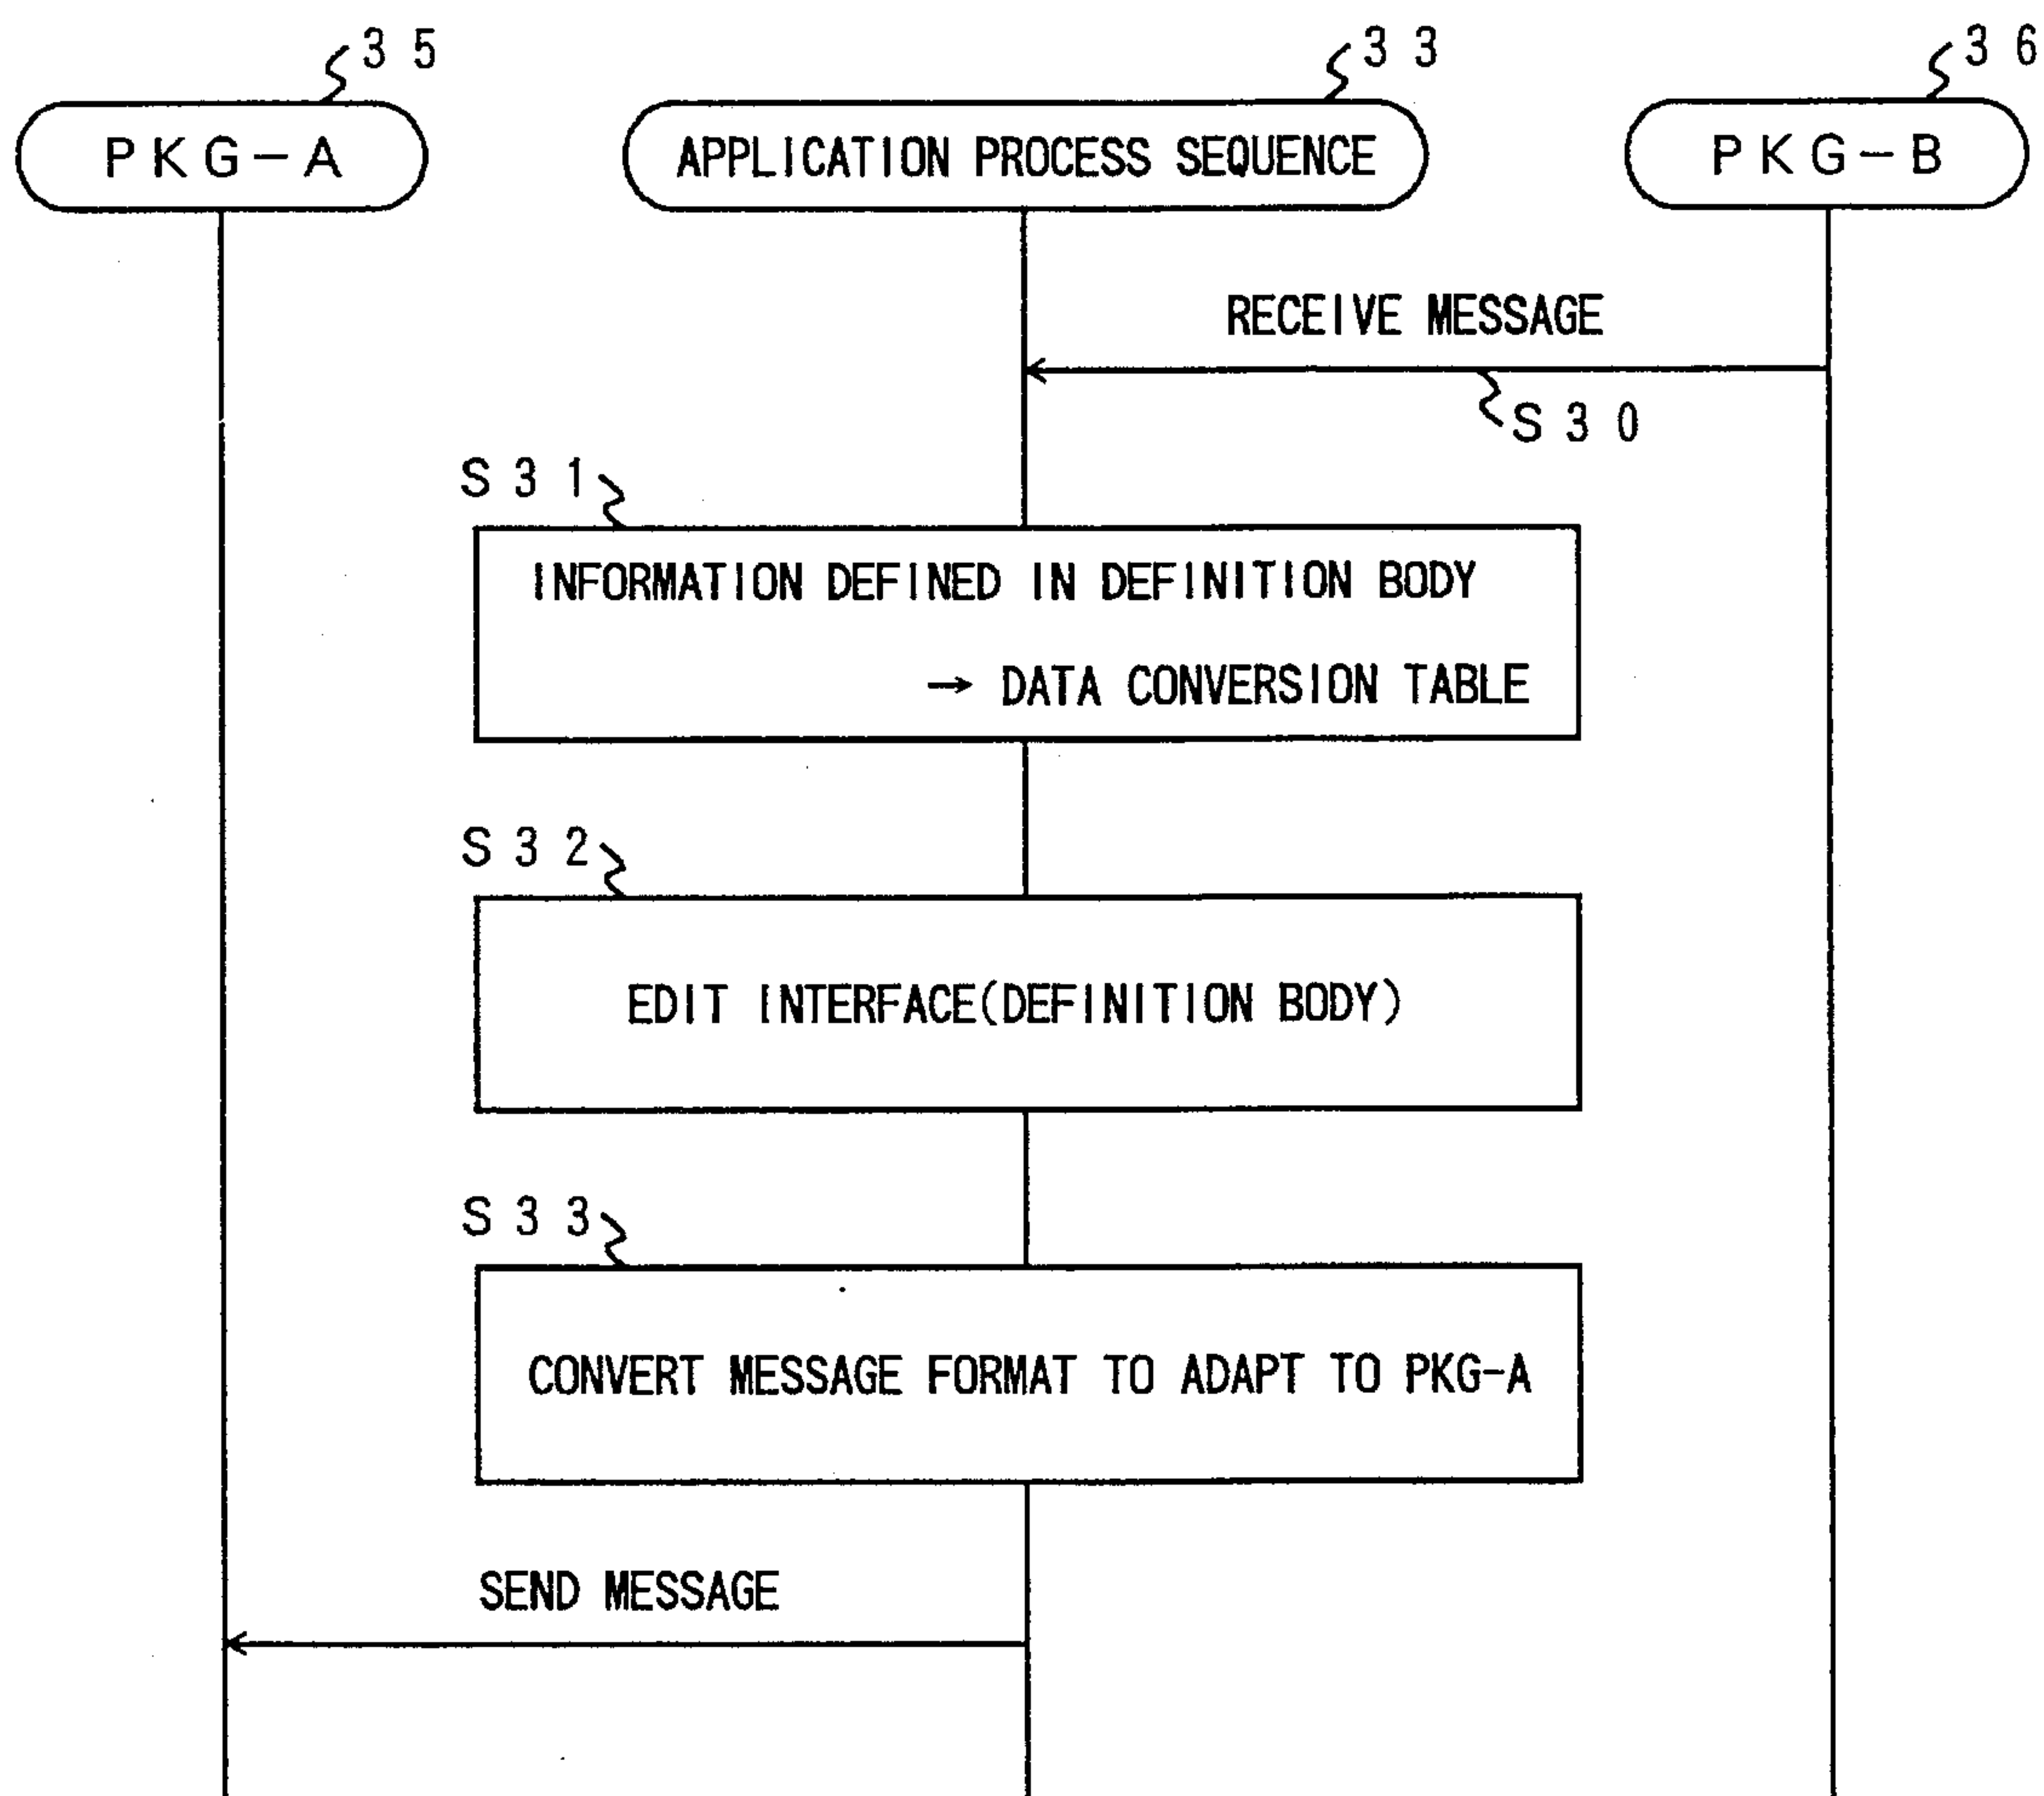 35
33
36
PKG-A
APPLICATION PROCESS SEQUENCE
PKG-B
RECEIVE MESSAGE
S30
S31
INFORMATION DEFINED IN DEFINITION BODY
→ DATA CONVERSION TABLE
S32
EDIT INTERFACE(DEFINITION BODY)
S33
CONVERT MESSAGE FORMAT TO ADAPT TO PKG-A
SEND MESSAGE